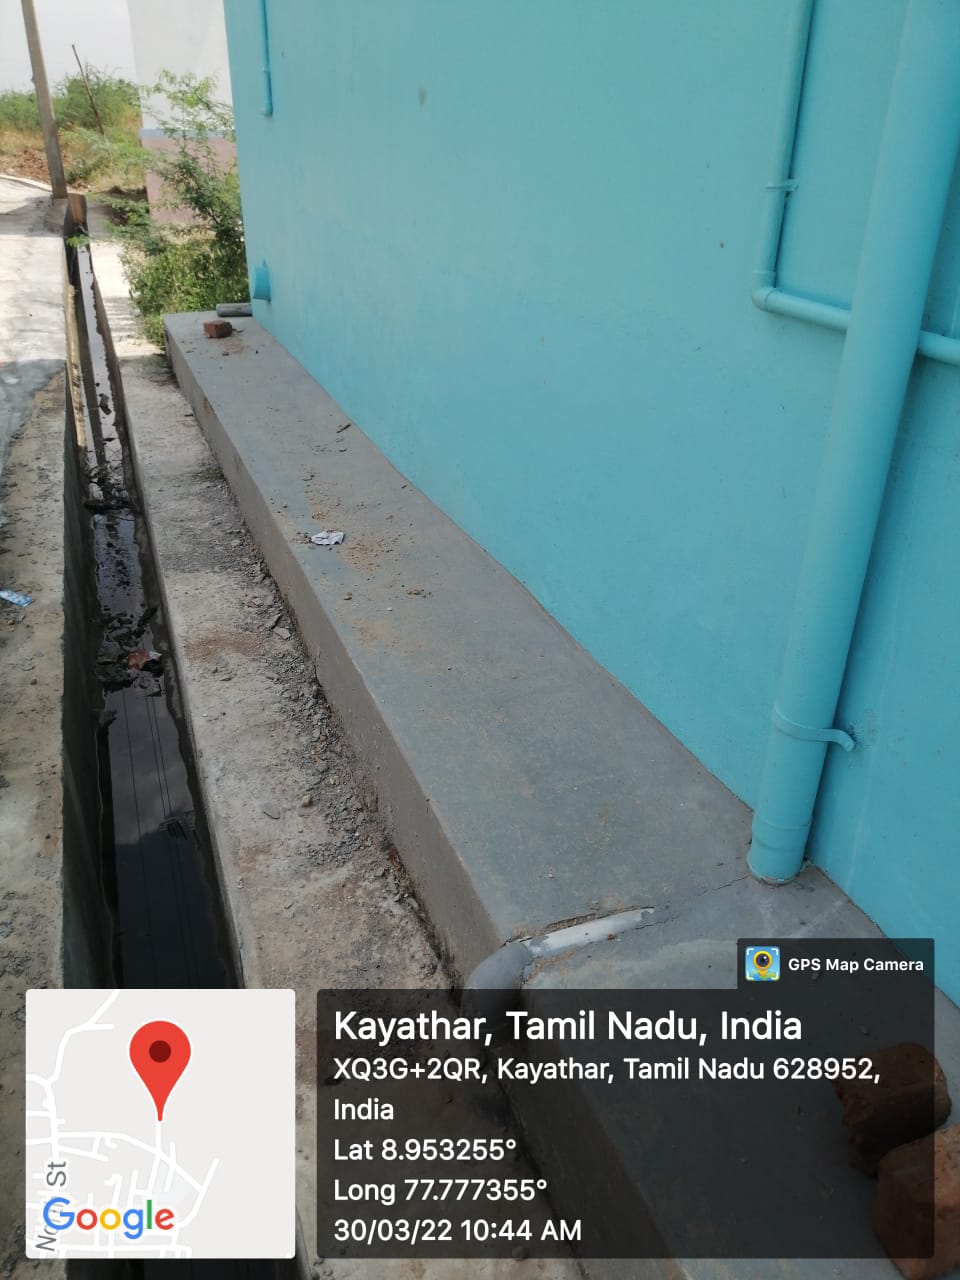 GPS Map Camera
Kayathar, Tamil Nadu, India
XQ3G+2QR, Kayathar, Tamil Nadu 628952,
India
Lat 8.953255°
Long 77.777355°
30/03/22 10:44 AM
St
Google